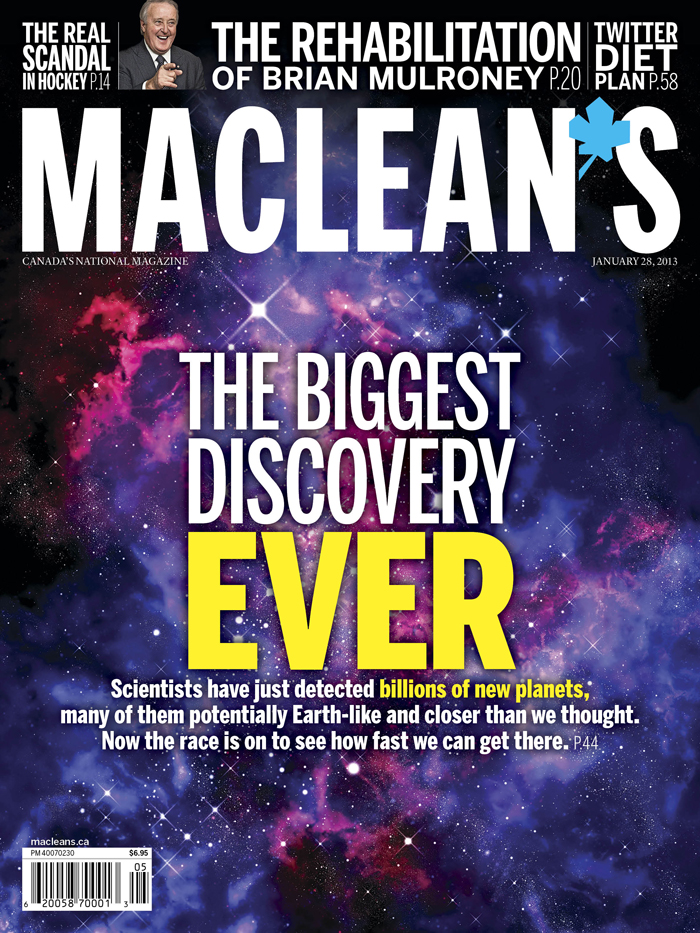 THE REAL
SCANDAL
IN HOCKEY P.14
THE REHABILITATION
OF BRIAN MULRONEY P.20
TWITTER
DIET
PLAN P.58
MACLEAN'S
CANADA'S NATIONAL MAGAZINE
JANUARY 28, 2013
THE BIGGEST
DISCOVERY
EVER
Scientists have just detected billions of new planets,
many of them potentially Earth-like and closer than we thought.
Now the race is on to see how fast we can get there. P.44
macleans.ca
PM 40070230 $6.95
05
6 20058 70001 3